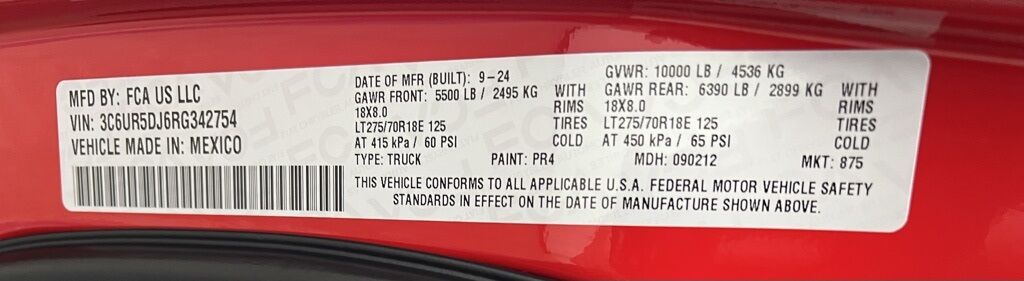 MFD BY: FCA US LLC
VIN: 3C6UR5DJ6RG342754
VEHICLE MADE IN: MEXICO
DATE OF MFR (BUILT): 9-24
GAWR FRONT: 5500 LB / 2495 KG WITH
18X8.0 RIMS
LT275/70R18E 125 TIRES
AT 415 kPa / 60 PSI COLD
TYPE: TRUCK PAINT: PR4
GVWR: 10000 LB / 4536 KG
GAWR REAR: 6390 LB / 2899 KG WITH
18X8.0 RIMS
LT275/70R18E 125 TIRES
AT 450 kPa / 65 PSI COLD
MDH: 090212 MKT: 875
THIS VEHICLE CONFORMS TO ALL APPLICABLE U.S.A. FEDERAL MOTOR VEHICLE SAFETY
STANDARDS IN EFFECT ON THE DATE OF MANUFACTURE SHOWN ABOVE.